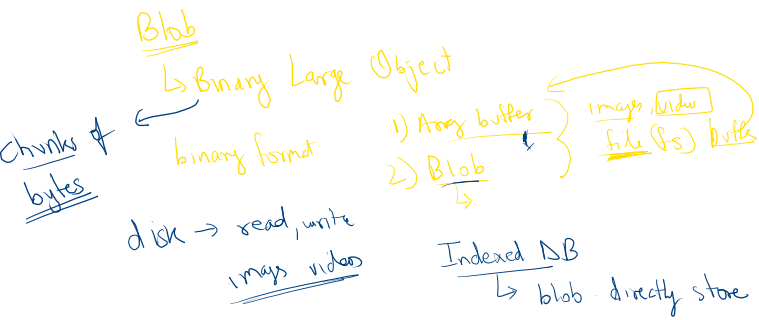 Blob
↳ Binary Large Object
chunks of
bytes
binary format
1) Array buffer
2) Blob
↳
images, video
file (fs) buffer
disk → read, write
images videos
Indexed DB
↳ blob directly store